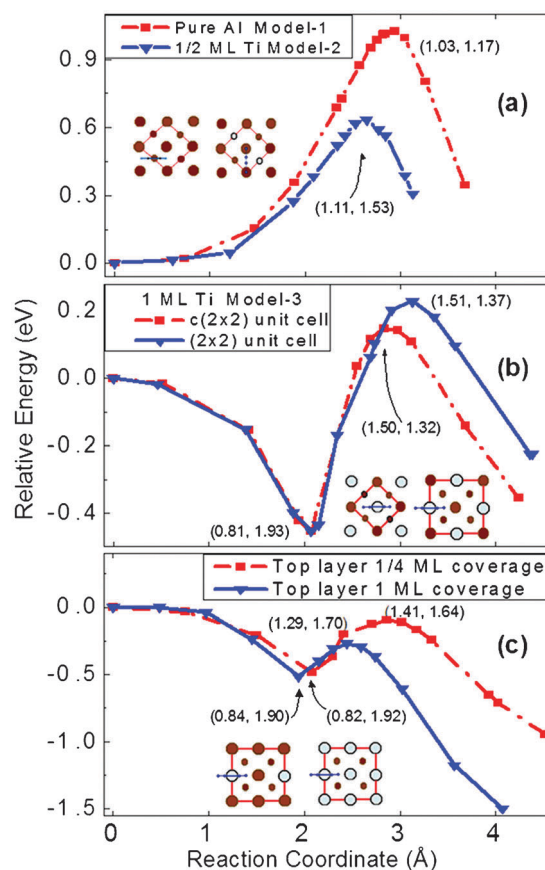 Pure Al Model-1
1/2 ML Ti Model-2
(1.03, 1.17)
(a)
(1.11, 1.53)
0.9
0.6
0.3
0.0
1 ML Ti Model-3
c(2x2) unit cell
(2x2) unit cell
(1.51, 1.37)
(b)
(1.50, 1.32)
(0.81, 1.93)
0.2
0.0
-0.2
-0.4
Relative Energy (eV)
Top layer 1/4 ML coverage
Top layer 1 ML coverage
(1.29, 1.70)
(1.41, 1.64)
(c)
(0.84, 1.90)
(0.82, 1.92)
0.0
-0.5
-1.0
-1.5
0 1 2 3 4
Reaction Coordinate (Å)